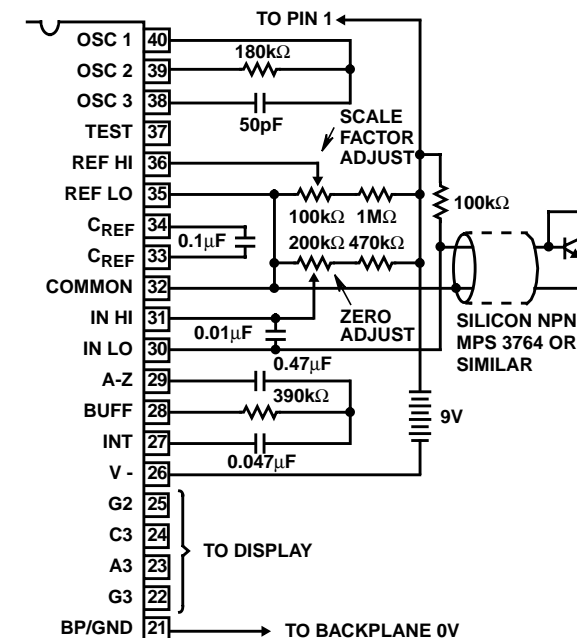 TO PIN 1
OSC 1 40
180kΩ
OSC 2 39
OSC 3 38
50pF
TEST 37
SCALE
FACTOR
ADJUST
REF HI 36
REF LO 35
100kΩ 1MΩ
100kΩ
CREF 34
0.1µF
200kΩ 470kΩ
CREF 33
COMMON 32
IN HI 31
0.01µF
ZERO
ADJUST
SILICON NPN
MPS 3764 OR
SIMILAR
IN LO 30
0.47µF
A-Z 29
390kΩ
BUFF 28
9V
INT 27
0.047µF
V - 26
G2 25
C3 24
TO DISPLAY
A3 23
G3 22
BP/GND 21
TO BACKPLANE 0V